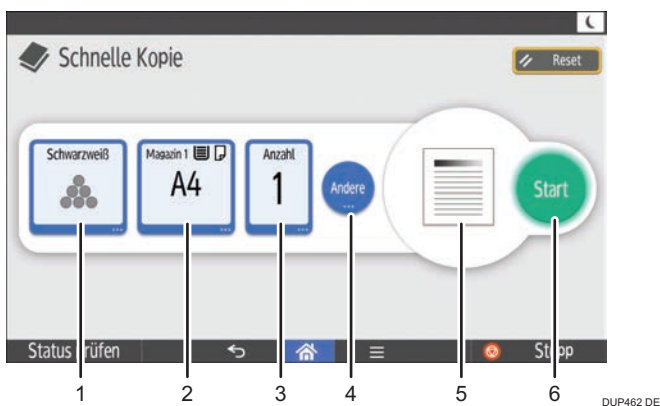 Schnelle Kopie
Reset
Schwarzweiß
Magazin 1
A4
Anzahl
1
Andere
...
Start
Status Prüfen
Stopp
1 2 3 4 5 6
DUP462 DE